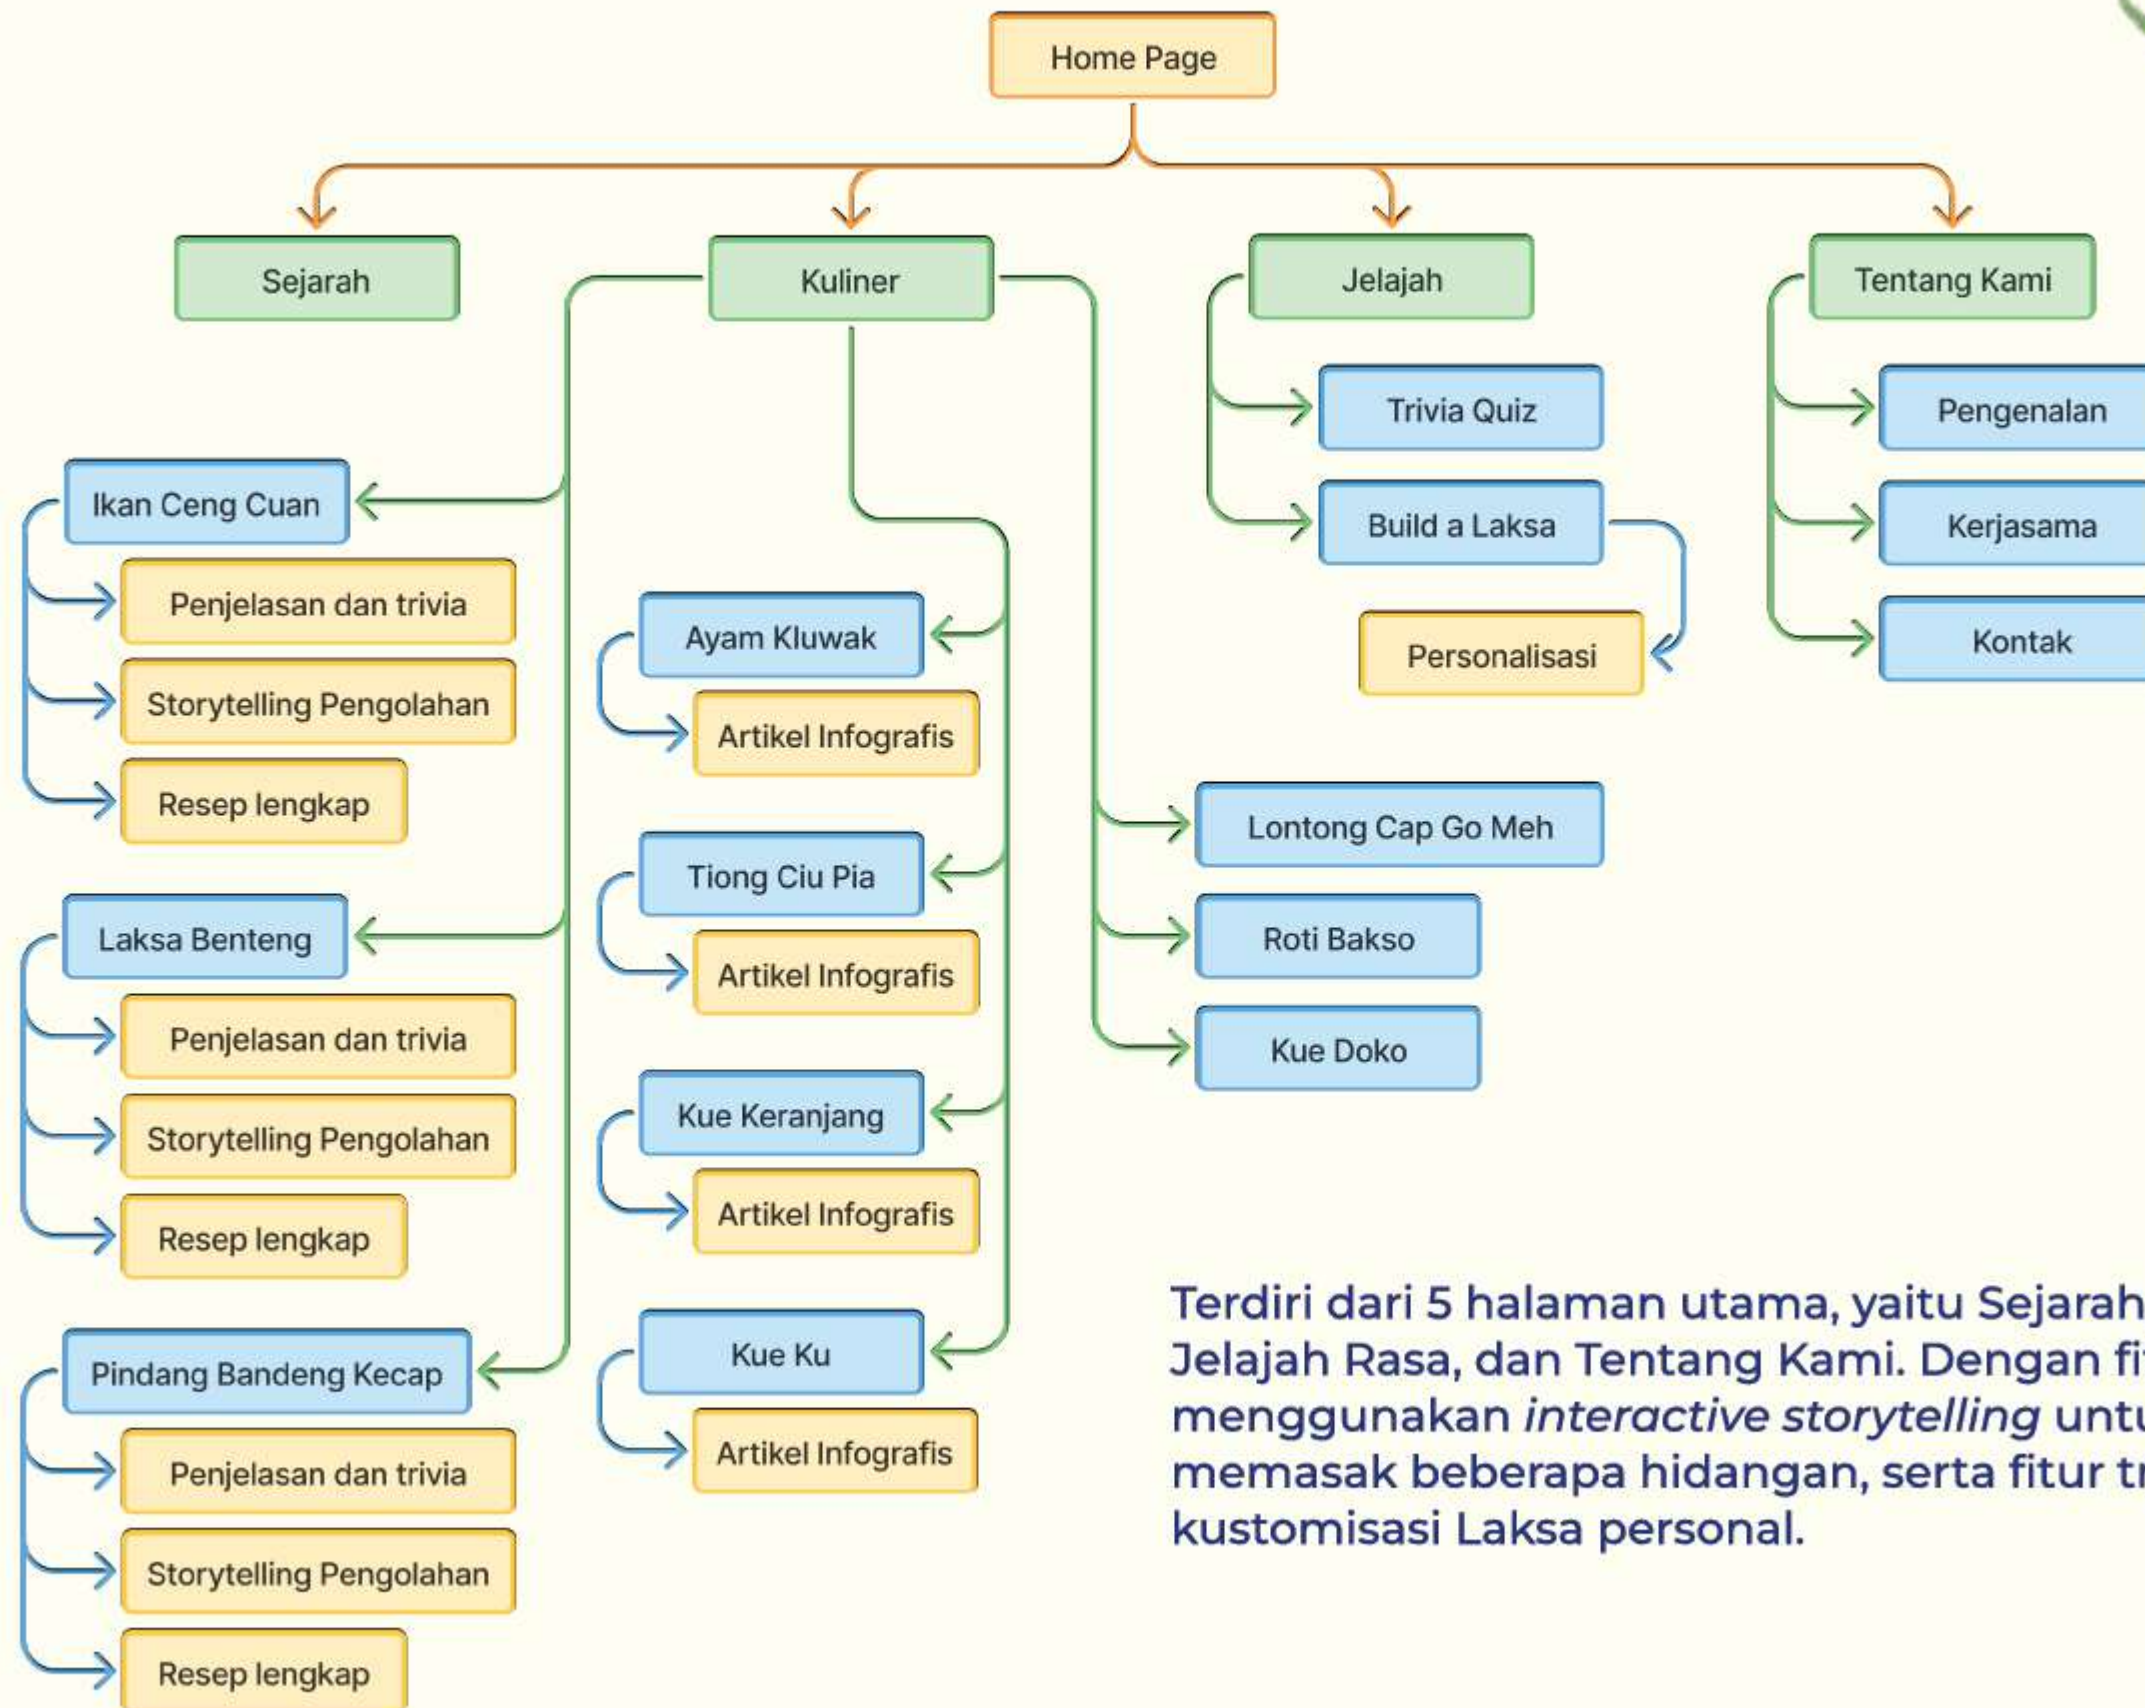 Home Page
Sejarah
Kuliner
Jelajah
Tentang Kami
Ikan Ceng Cuan
Penjelasan dan trivia
Storytelling Pengolahan
Resep lengkap
Laksa Benteng
Penjelasan dan trivia
Storytelling Pengolahan
Resep lengkap
Pindang Bandeng Kecap
Penjelasan dan trivia
Storytelling Pengolahan
Resep lengkap
Ayam Kluwak
Artikel Infografis
Tiong Ciu Pia
Artikel Infografis
Kue Keranjang
Artikel Infografis
Kue Ku
Artikel Infografis
Lontong Cap Go Meh
Roti Bakso
Kue Doko
Trivia Quiz
Build a Laksa
Personalisasi
Pengenalan
Kerjasama
Kontak
Terdiri dari 5 halaman utama, yaitu Sejarah
Jelajah Rasa, dan Tentang Kami. Dengan
menggunakan interactive storytelling
memasak beberapa hidangan, serta fitur
kustomisasi Laksa personal.